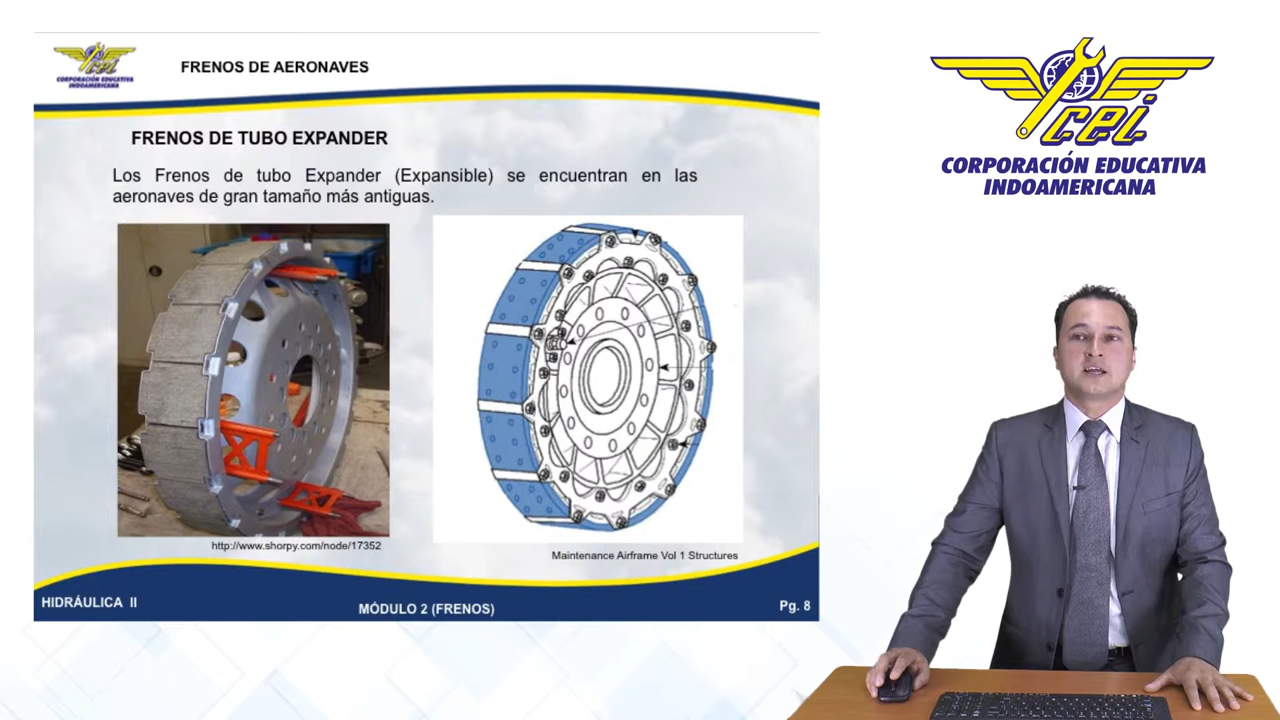 cei
CORPORACIÓN EDUCATIVA
INDOAMERICANA
FRENOS DE AERONAVES
FRENOS DE TUBO EXPANDER
Los Frenos de tubo Expander (Expansible) se encuentran en las
aeronaves de gran tamaño más antiguas.
http://www.shorpy.com/node/17352
Maintenance Airframe Vol 1 Structures
HIDRÁULICA II
MÓDULO 2 (FRENOS)
Pg. 8
cei
CORPORACIÓN EDUCATIVA
INDOAMERICANA